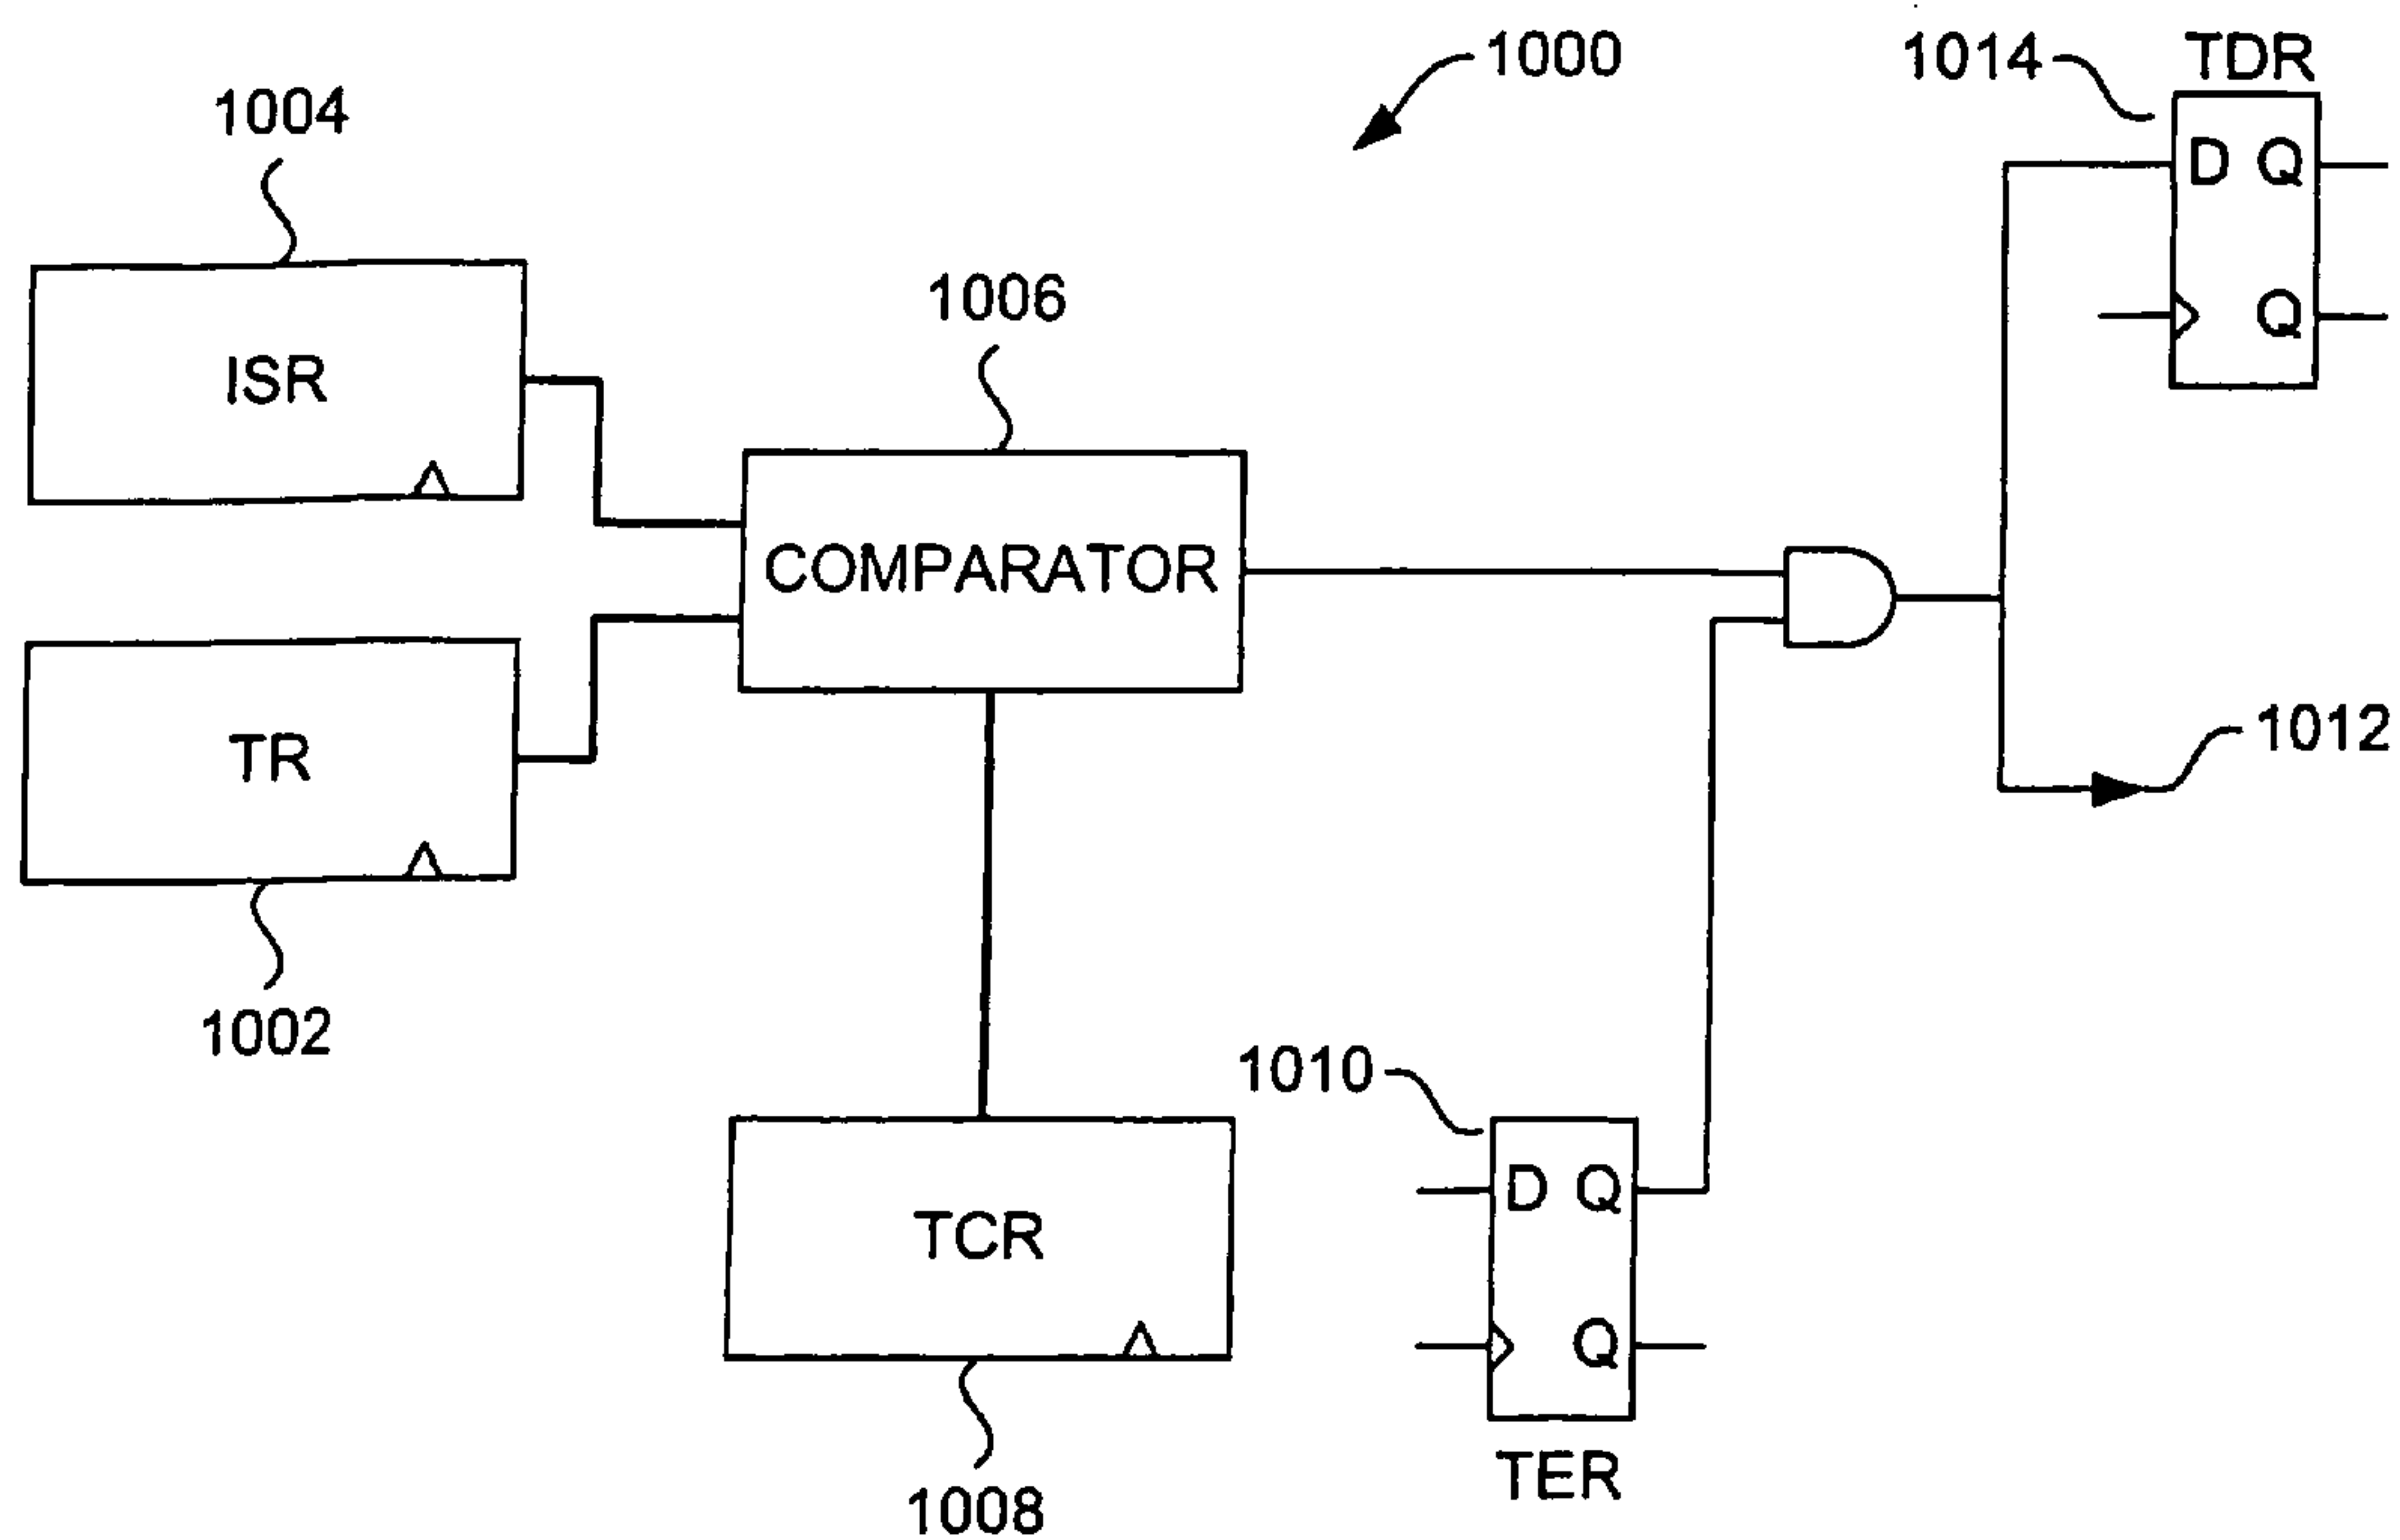 1000
1014
TDR
D Q
Q
1004
ISR
1006
COMPARATOR
TR
1002
1012
TCR
1008
1010
D Q
Q
TER